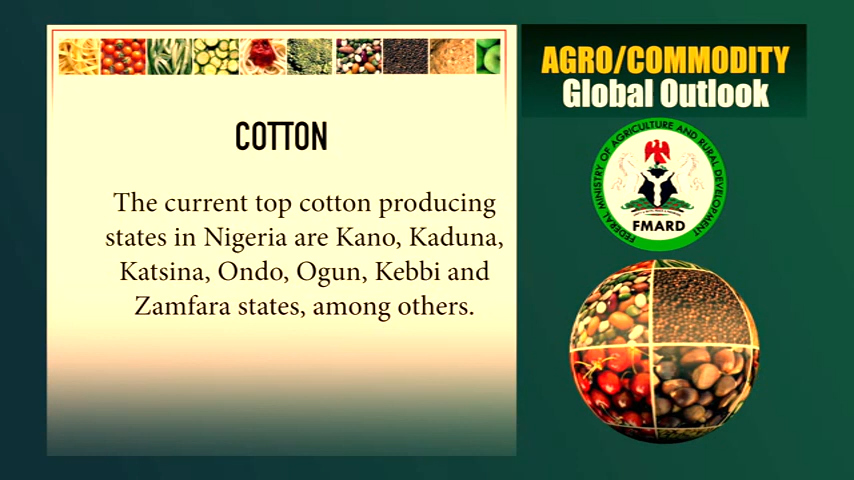 AGRO/COMMODITY
Global Outlook
COTTON
The current top cotton producing
states in Nigeria are Kano, Kaduna,
Katsina, Ondo, Ogun, Kebbi and
Zamfara states, among others.
FEDERAL MINISTRY OF AGRICULTURE AND RURAL DEVELOPMENT
FMARD